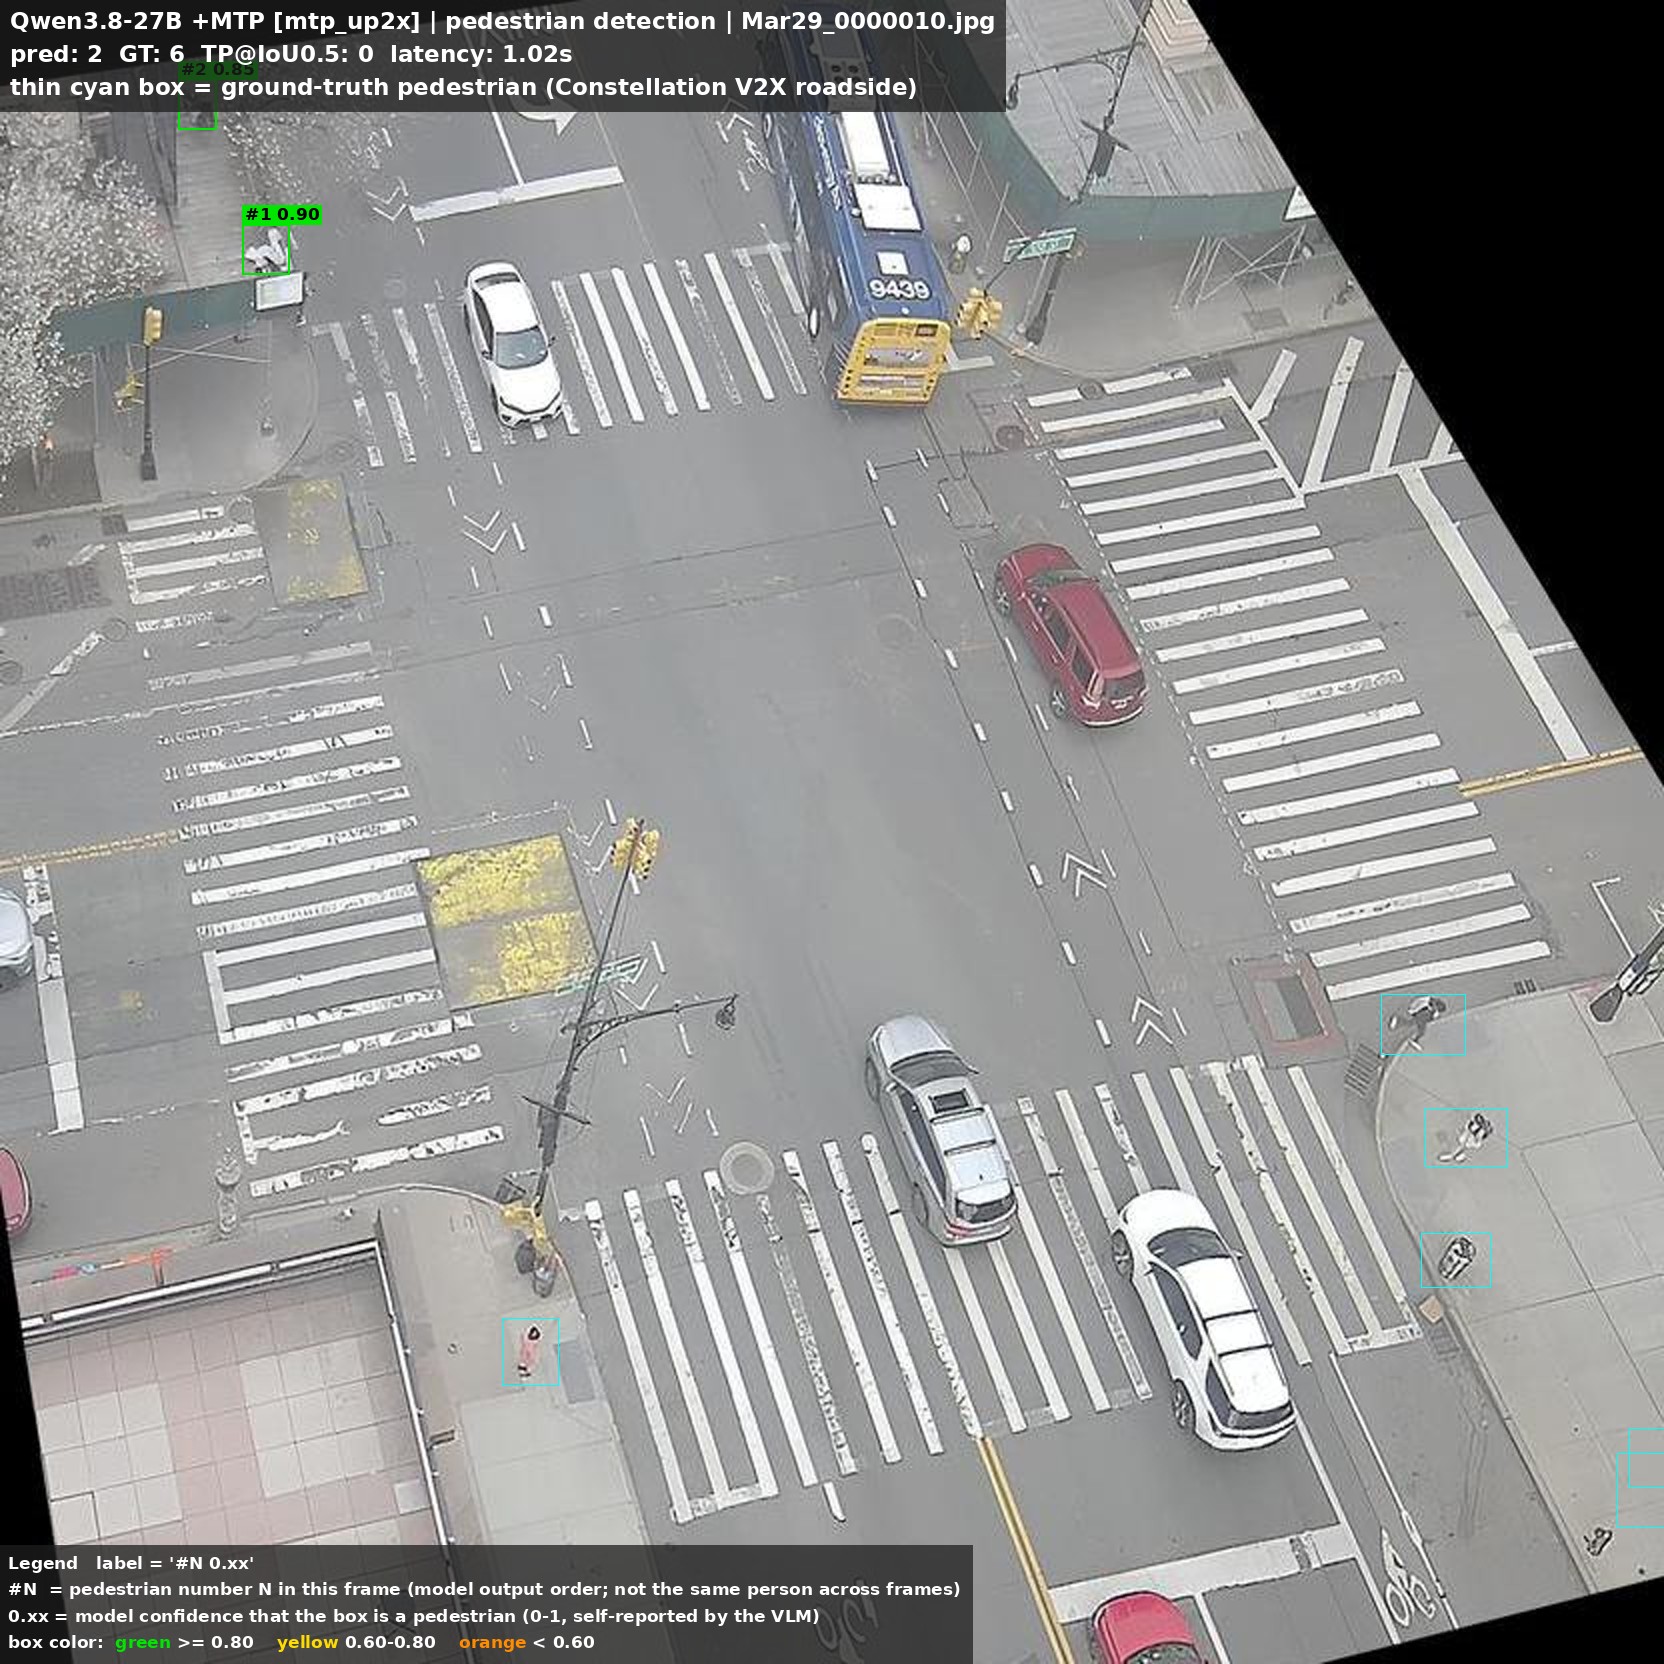 Qwen3.8-27B +MTP [mtp_up2x] | pedestrian detection | Mar29_0000010.jpg
pred: 2  GT: 6  TP@IoU0.5: 0  latency: 1.02s
thin cyan box = ground-truth pedestrian (Constellation V2X roadside)
#2 0.85
#1 0.90
9439
Legend   label = '#N 0.xx'
#N  = pedestrian number N in this frame (model output order; not the same person across frames)
0.xx = model confidence that the box is a pedestrian (0-1, self-reported by the VLM)
box color:  green >= 0.80    yellow 0.60-0.80    orange < 0.60